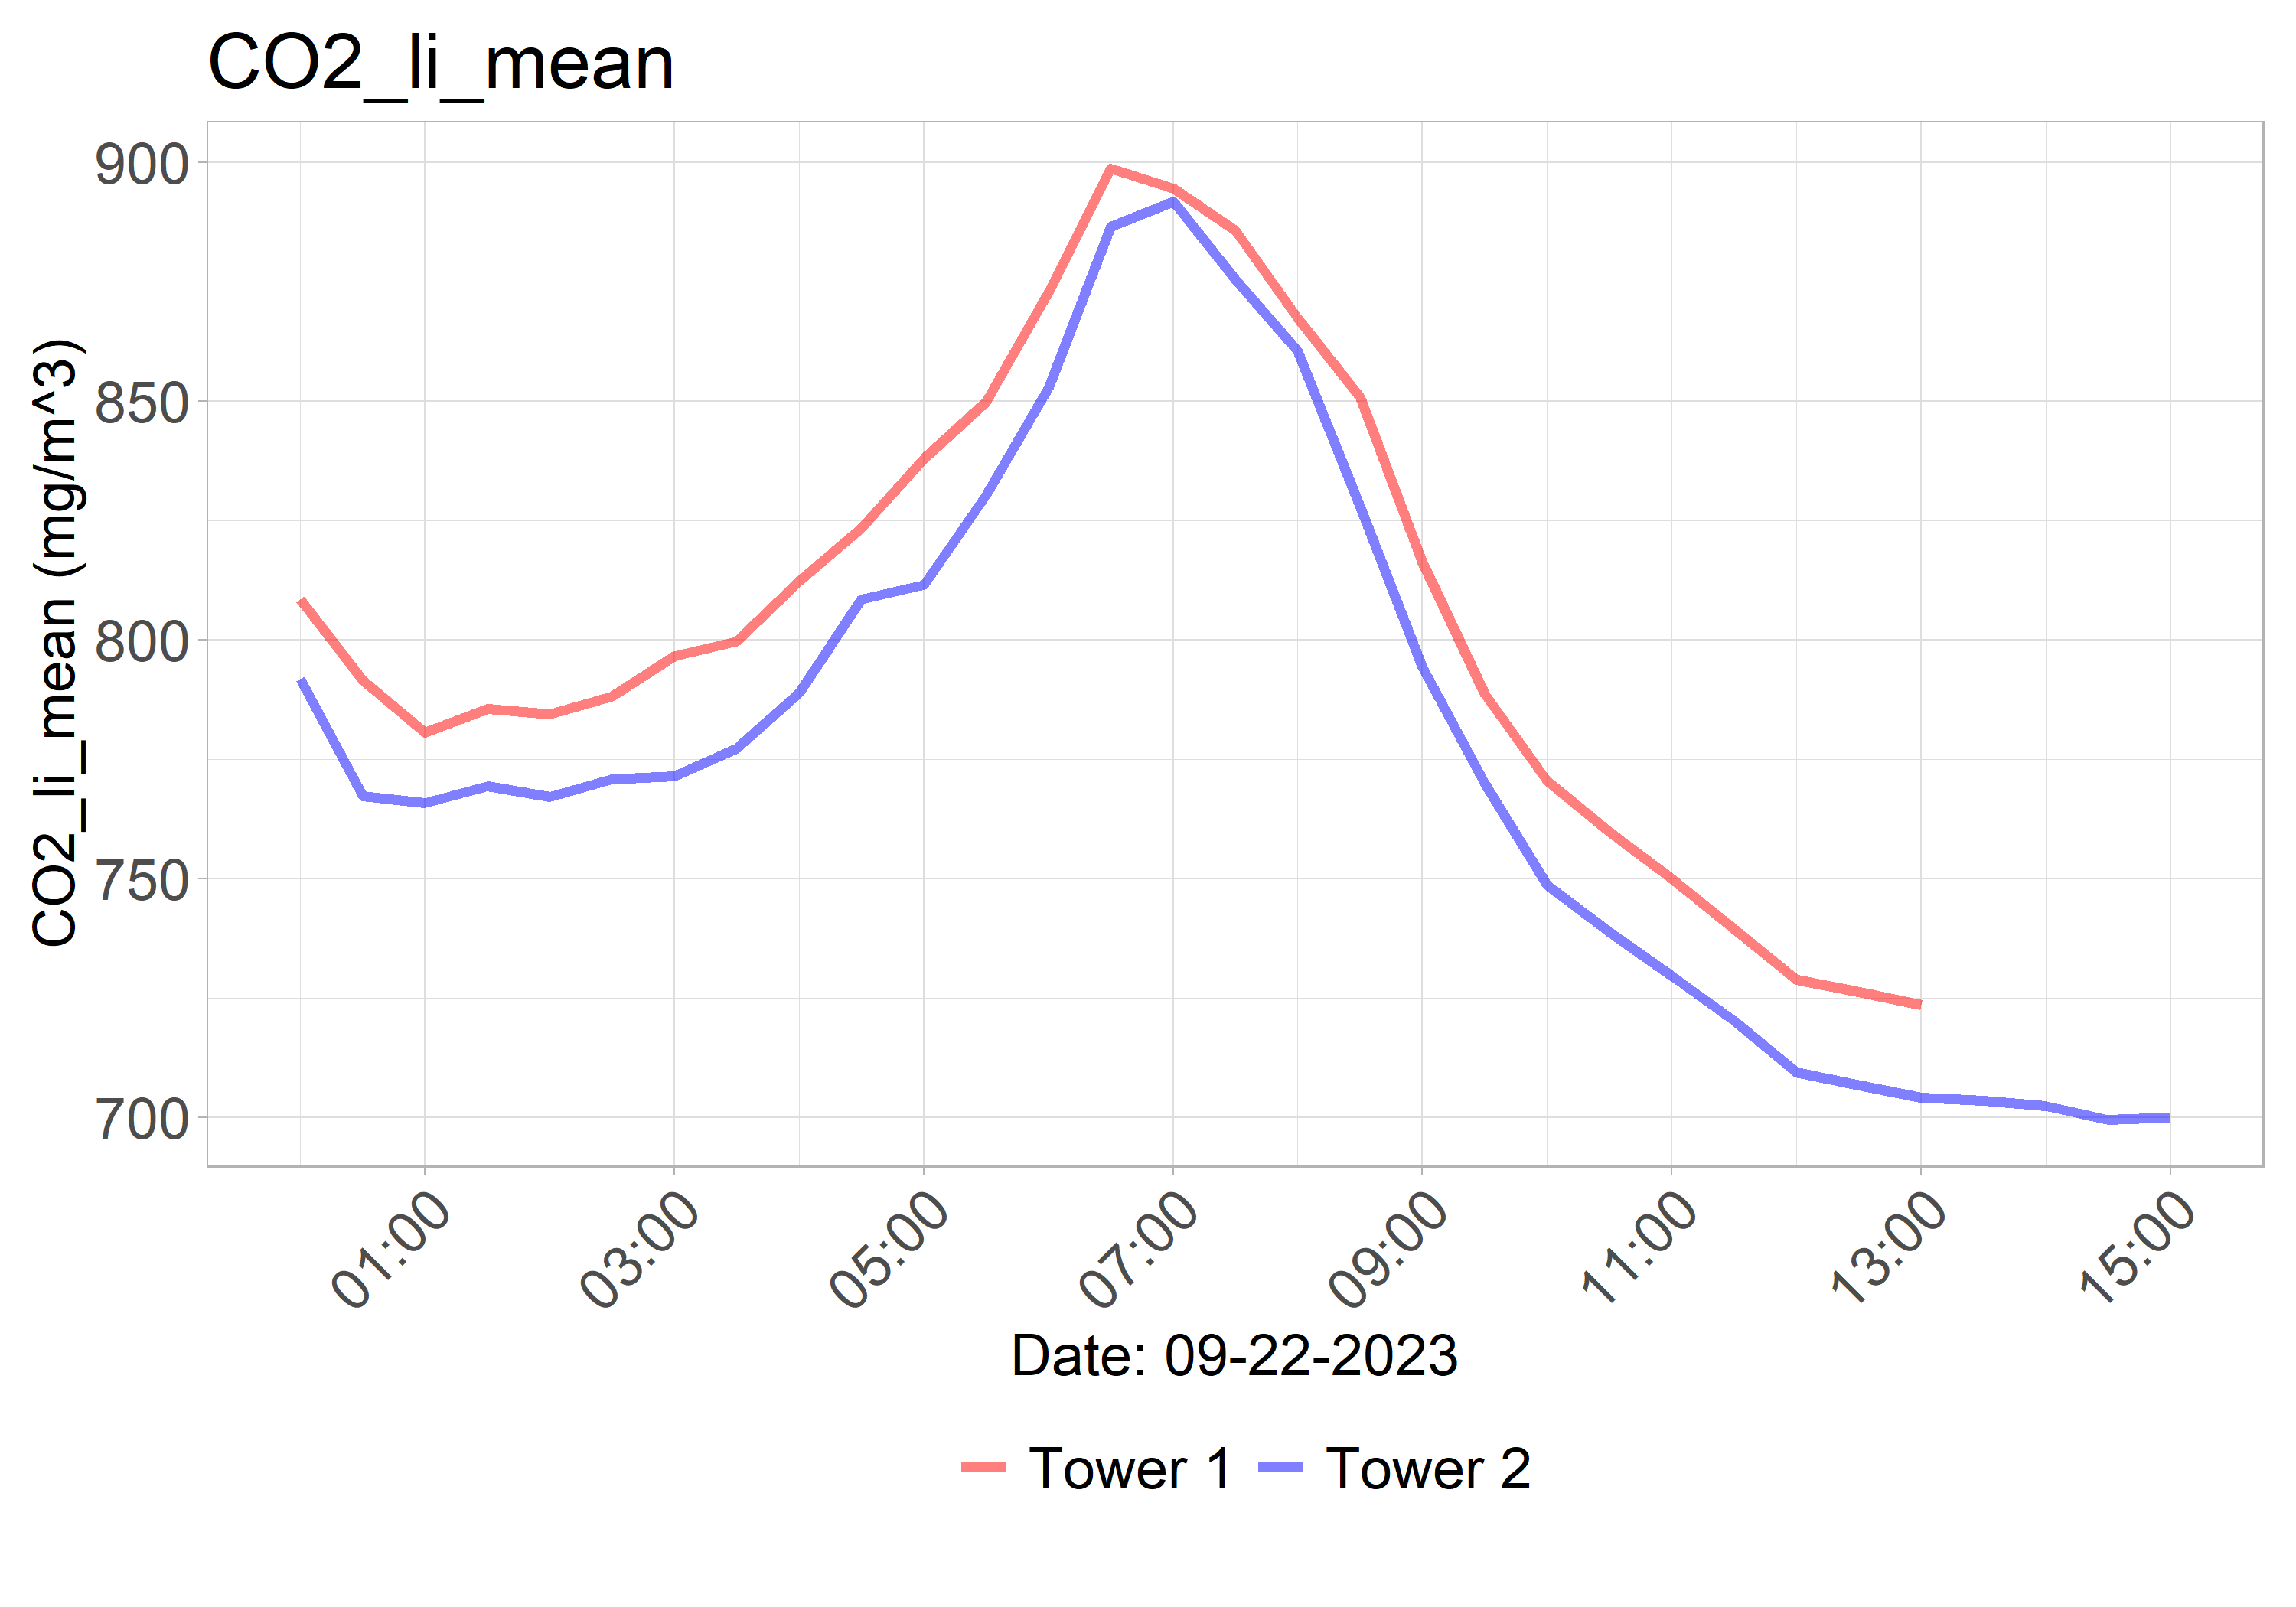 CO2_li_mean
CO2_li_mean (mg/m^3)
900
850
800
750
700
01:00
03:00
05:00
07:00
09:00
11:00
13:00
15:00
Date: 09-22-2023
Tower 1
Tower 2